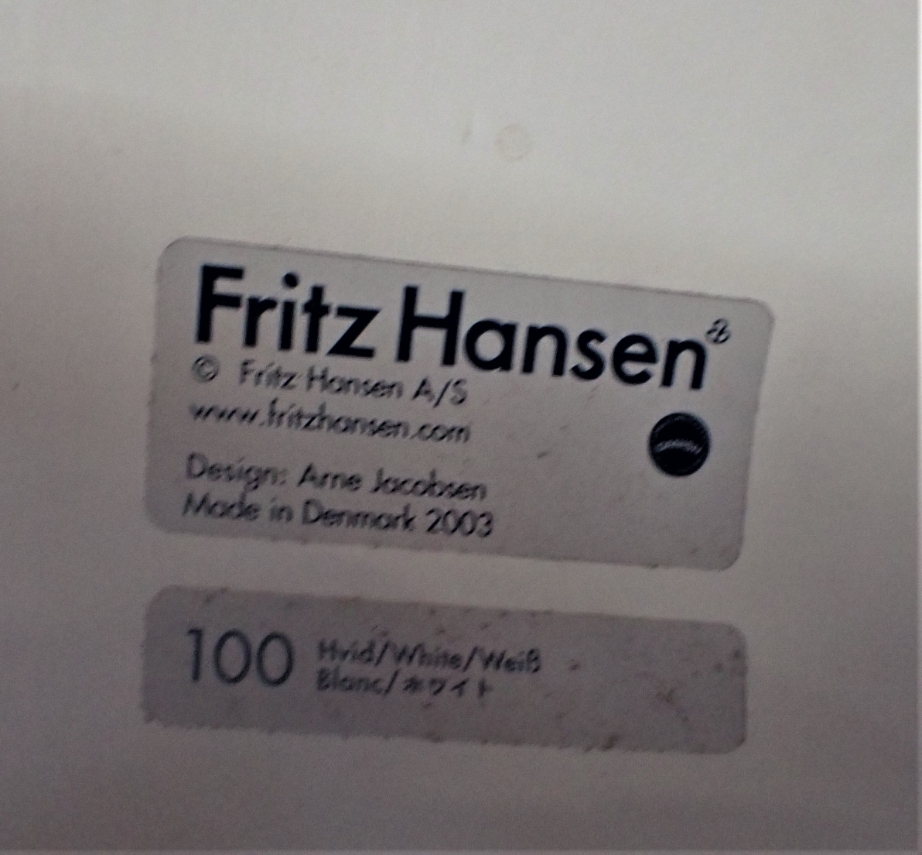 Fritz Hansen
© Fritz Hansen A/S
www.fritzhansen.com
Design: Arne Jacobsen
Made in Denmark 2003
100 Hvid/White/Weiß
Blanc/ホワイト